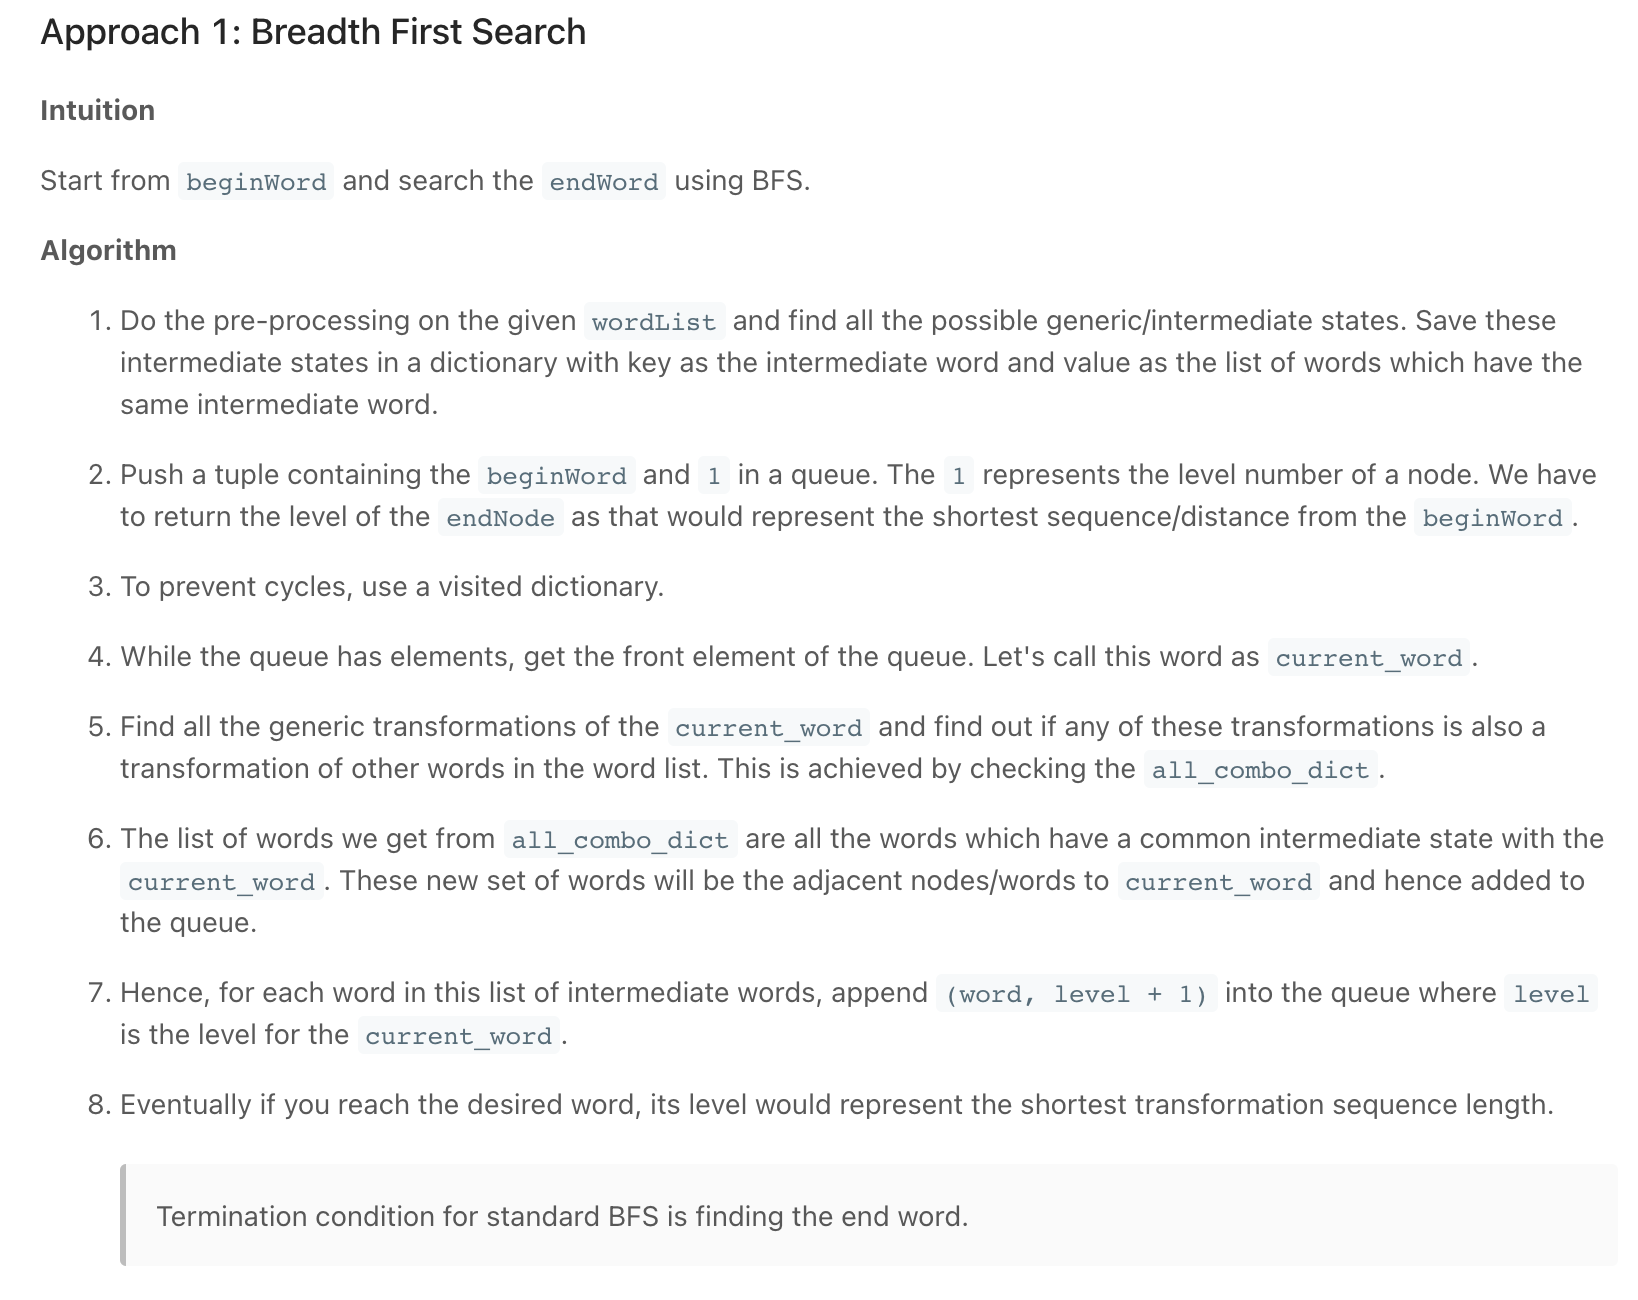 Approach 1: Breadth First Search
Intuition
Start from beginWord and search the endWord using BFS.
Algorithm
1. Do the pre-processing on the given wordList and find all the possible generic/intermediate states. Save these
intermediate states in a dictionary with key as the intermediate word and value as the list of words which have the
same intermediate word.
2. Push a tuple containing the beginWord and 1 in a queue. The 1 represents the level number of a node. We have
to return the level of the endNode as that would represent the shortest sequence/distance from the beginWord .
3. To prevent cycles, use a visited dictionary.
4. While the queue has elements, get the front element of the queue. Let's call this word as current_word .
5. Find all the generic transformations of the current_word and find out if any of these transformations is also a
transformation of other words in the word list. This is achieved by checking the all_combo_dict .
6. The list of words we get from all_combo_dict are all the words which have a common intermediate state with the
current_word . These new set of words will be the adjacent nodes/words to current_word and hence added to
the queue.
7. Hence, for each word in this list of intermediate words, append (word, level + 1) into the queue where level
is the level for the current_word .
8. Eventually if you reach the desired word, its level would represent the shortest transformation sequence length.
Termination condition for standard BFS is finding the end word.